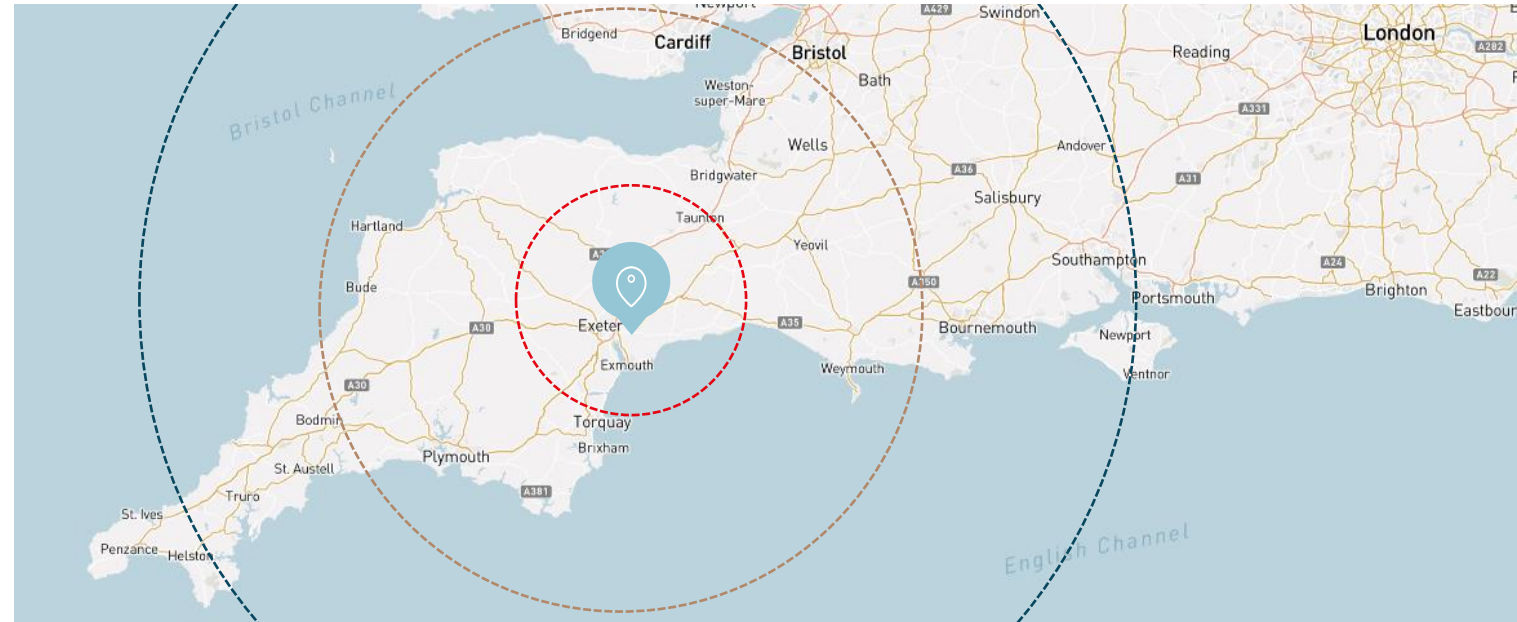 Newport
A429
Swindon
Bridgend
Cardiff
Bristol
London
A282
Reading
Bath
Weston-
super-Mare
Bristol Channel
A331
Wells
Andover
Bridgwater
A36
A31
Salisbury
Taunton
Hartland
Yeovil
Southampton
A24
A22
A350
Bude
Portsmouth
Brighton
Eastbour
Exeter
A30
A35
Bournemouth
Newport
Exmouth
Weymouth
Ventnor
A30
Bodmin
Torquay
Brixham
Plymouth
St. Austell
A381
Truro
St. Ives
Penzance
Helston
English Channel